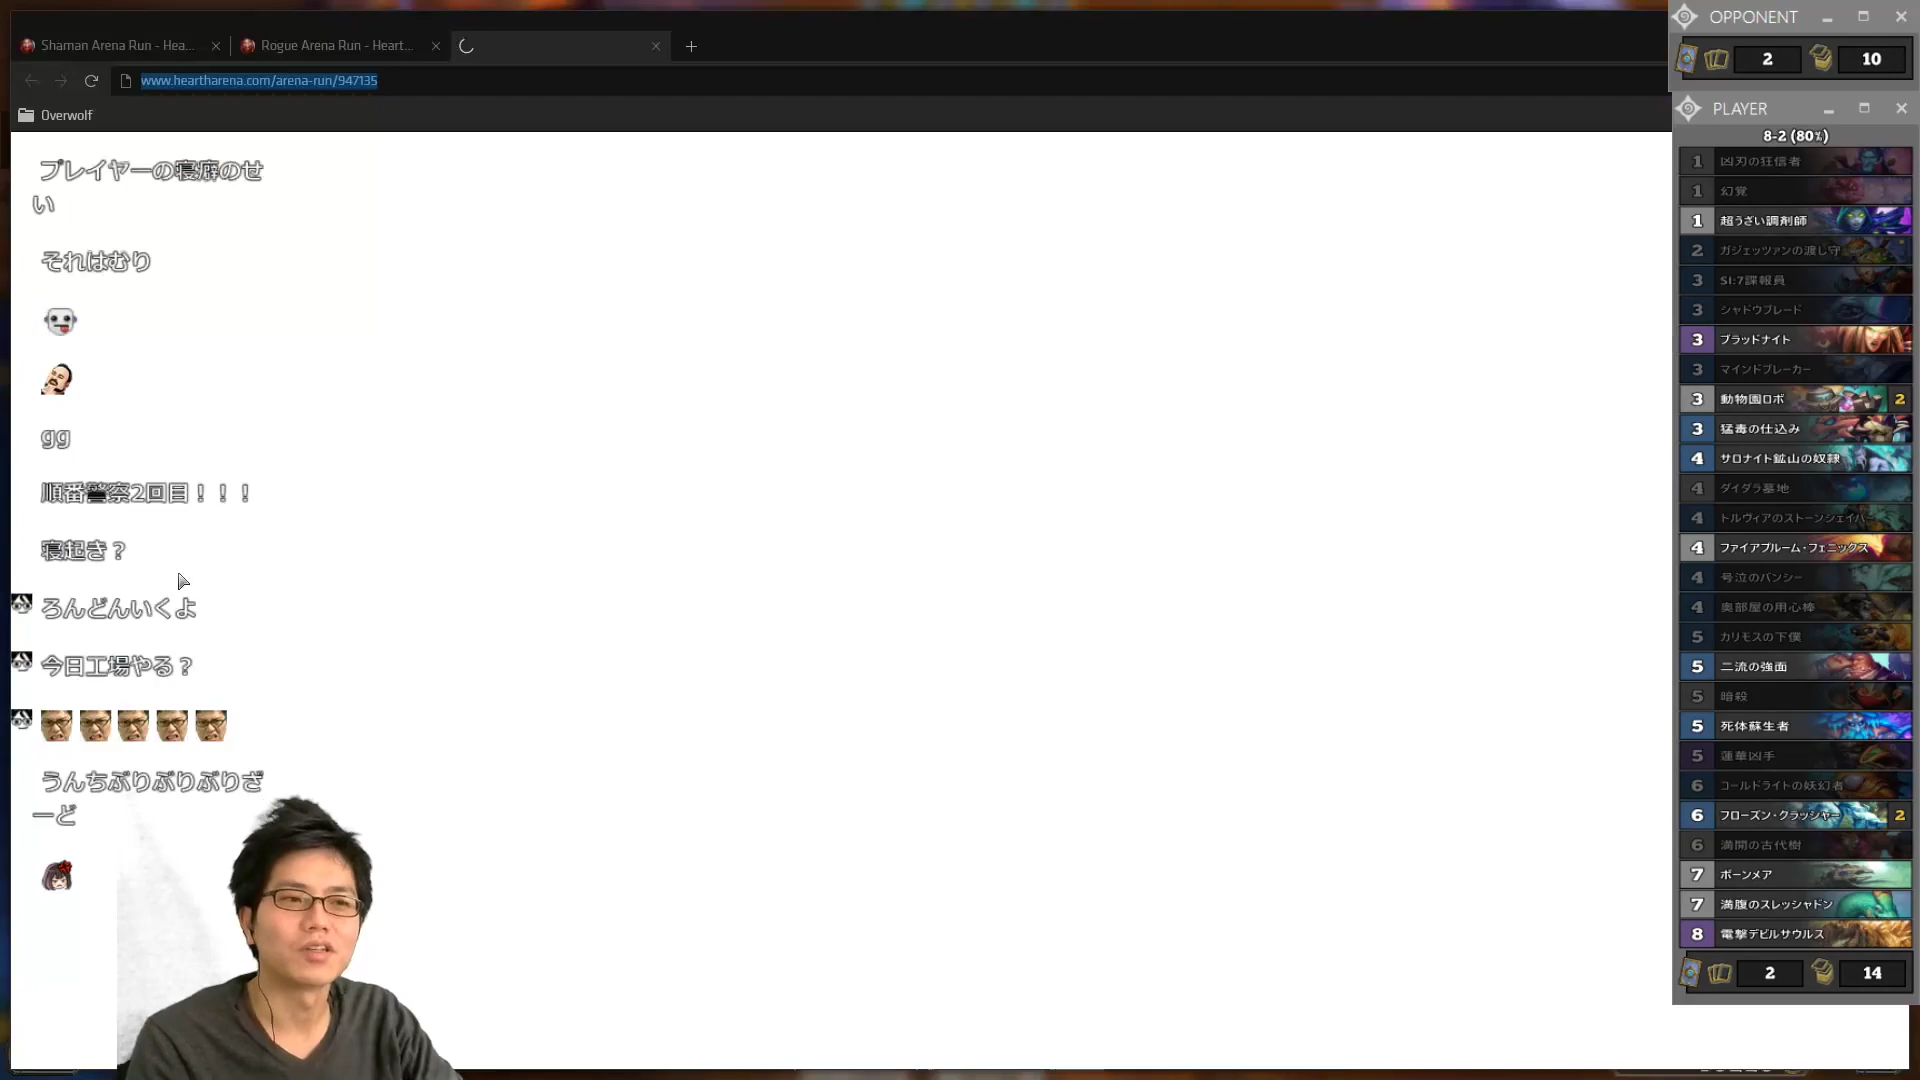 Shaman Arena Run - Hea...
Rogue Arena Run - Heart...
www.heartharena.com/arena-run/947135
Overwolf
プレイヤーの寝癖のせ
い
それはむり
gg
順番警察2回目！！！
寝起き？
ろんどんいくよ
今日工場やる？
うんちぶりぶりぶりざ
ーど
OPPONENT
2
10
PLAYER
8-2 (80%)
1 凶刃の狂信者
1 幻覚
1 超うざい調剤師
2 ガジェッツァンの渡し守
3 SI:7諜報員
3 シャドウブレード
3 ブラッドナイト
3 マインドブレーカー
3 動物園ロボ 2
3 猛毒の仕込み
4 サロナイト鉱山の奴隷
4 ダイダラ墓地
4 トルヴィアのストーンシェイパー
4 ファイアプルーム・フェニックス
4 号泣のバンシー
4 奥部屋の用心棒
5 カリモスの下僕
5 二流の強面
5 暗殺
5 死体蘇生者
5 蓮華凶手
6 コールドライトの妖幻者
6 フローズン・クラッシャー 2
6 満開の古代樹
7 ボーンメア
7 満腹のスレッシャドン
8 電撃デビルサウルス
2
14